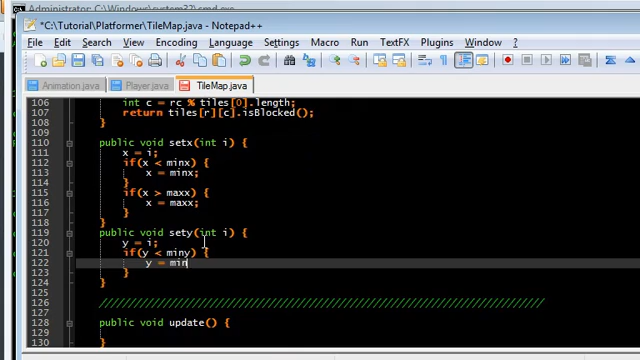 Administrator: C:\Windows\system32\cmd.exe
*C:\Tutorial\Platformer\TileMap.java - Notepad++
File Edit Search View Encoding Language Settings Macro Run TextFX Plugins Window ?
Animation.java Player.java TileMap.java
106 int c = rc % tiles[0].length;
107 return tiles[r][c].isBlocked();
108 }
109
110 public void setx(int i) {
111 x = i;
112 if(x < minx) {
113 x = minx;
114 }
115 if(x > maxx) {
116 x = maxx;
117 }
118 }
119 public void sety(int i) {
120 y = i;
121 if(y < miny) {
122 y = min
123 }
124 }
125
126 ////////////////////////////////////////////////////////////////////////////
127
128 public void update() {
129
130 }